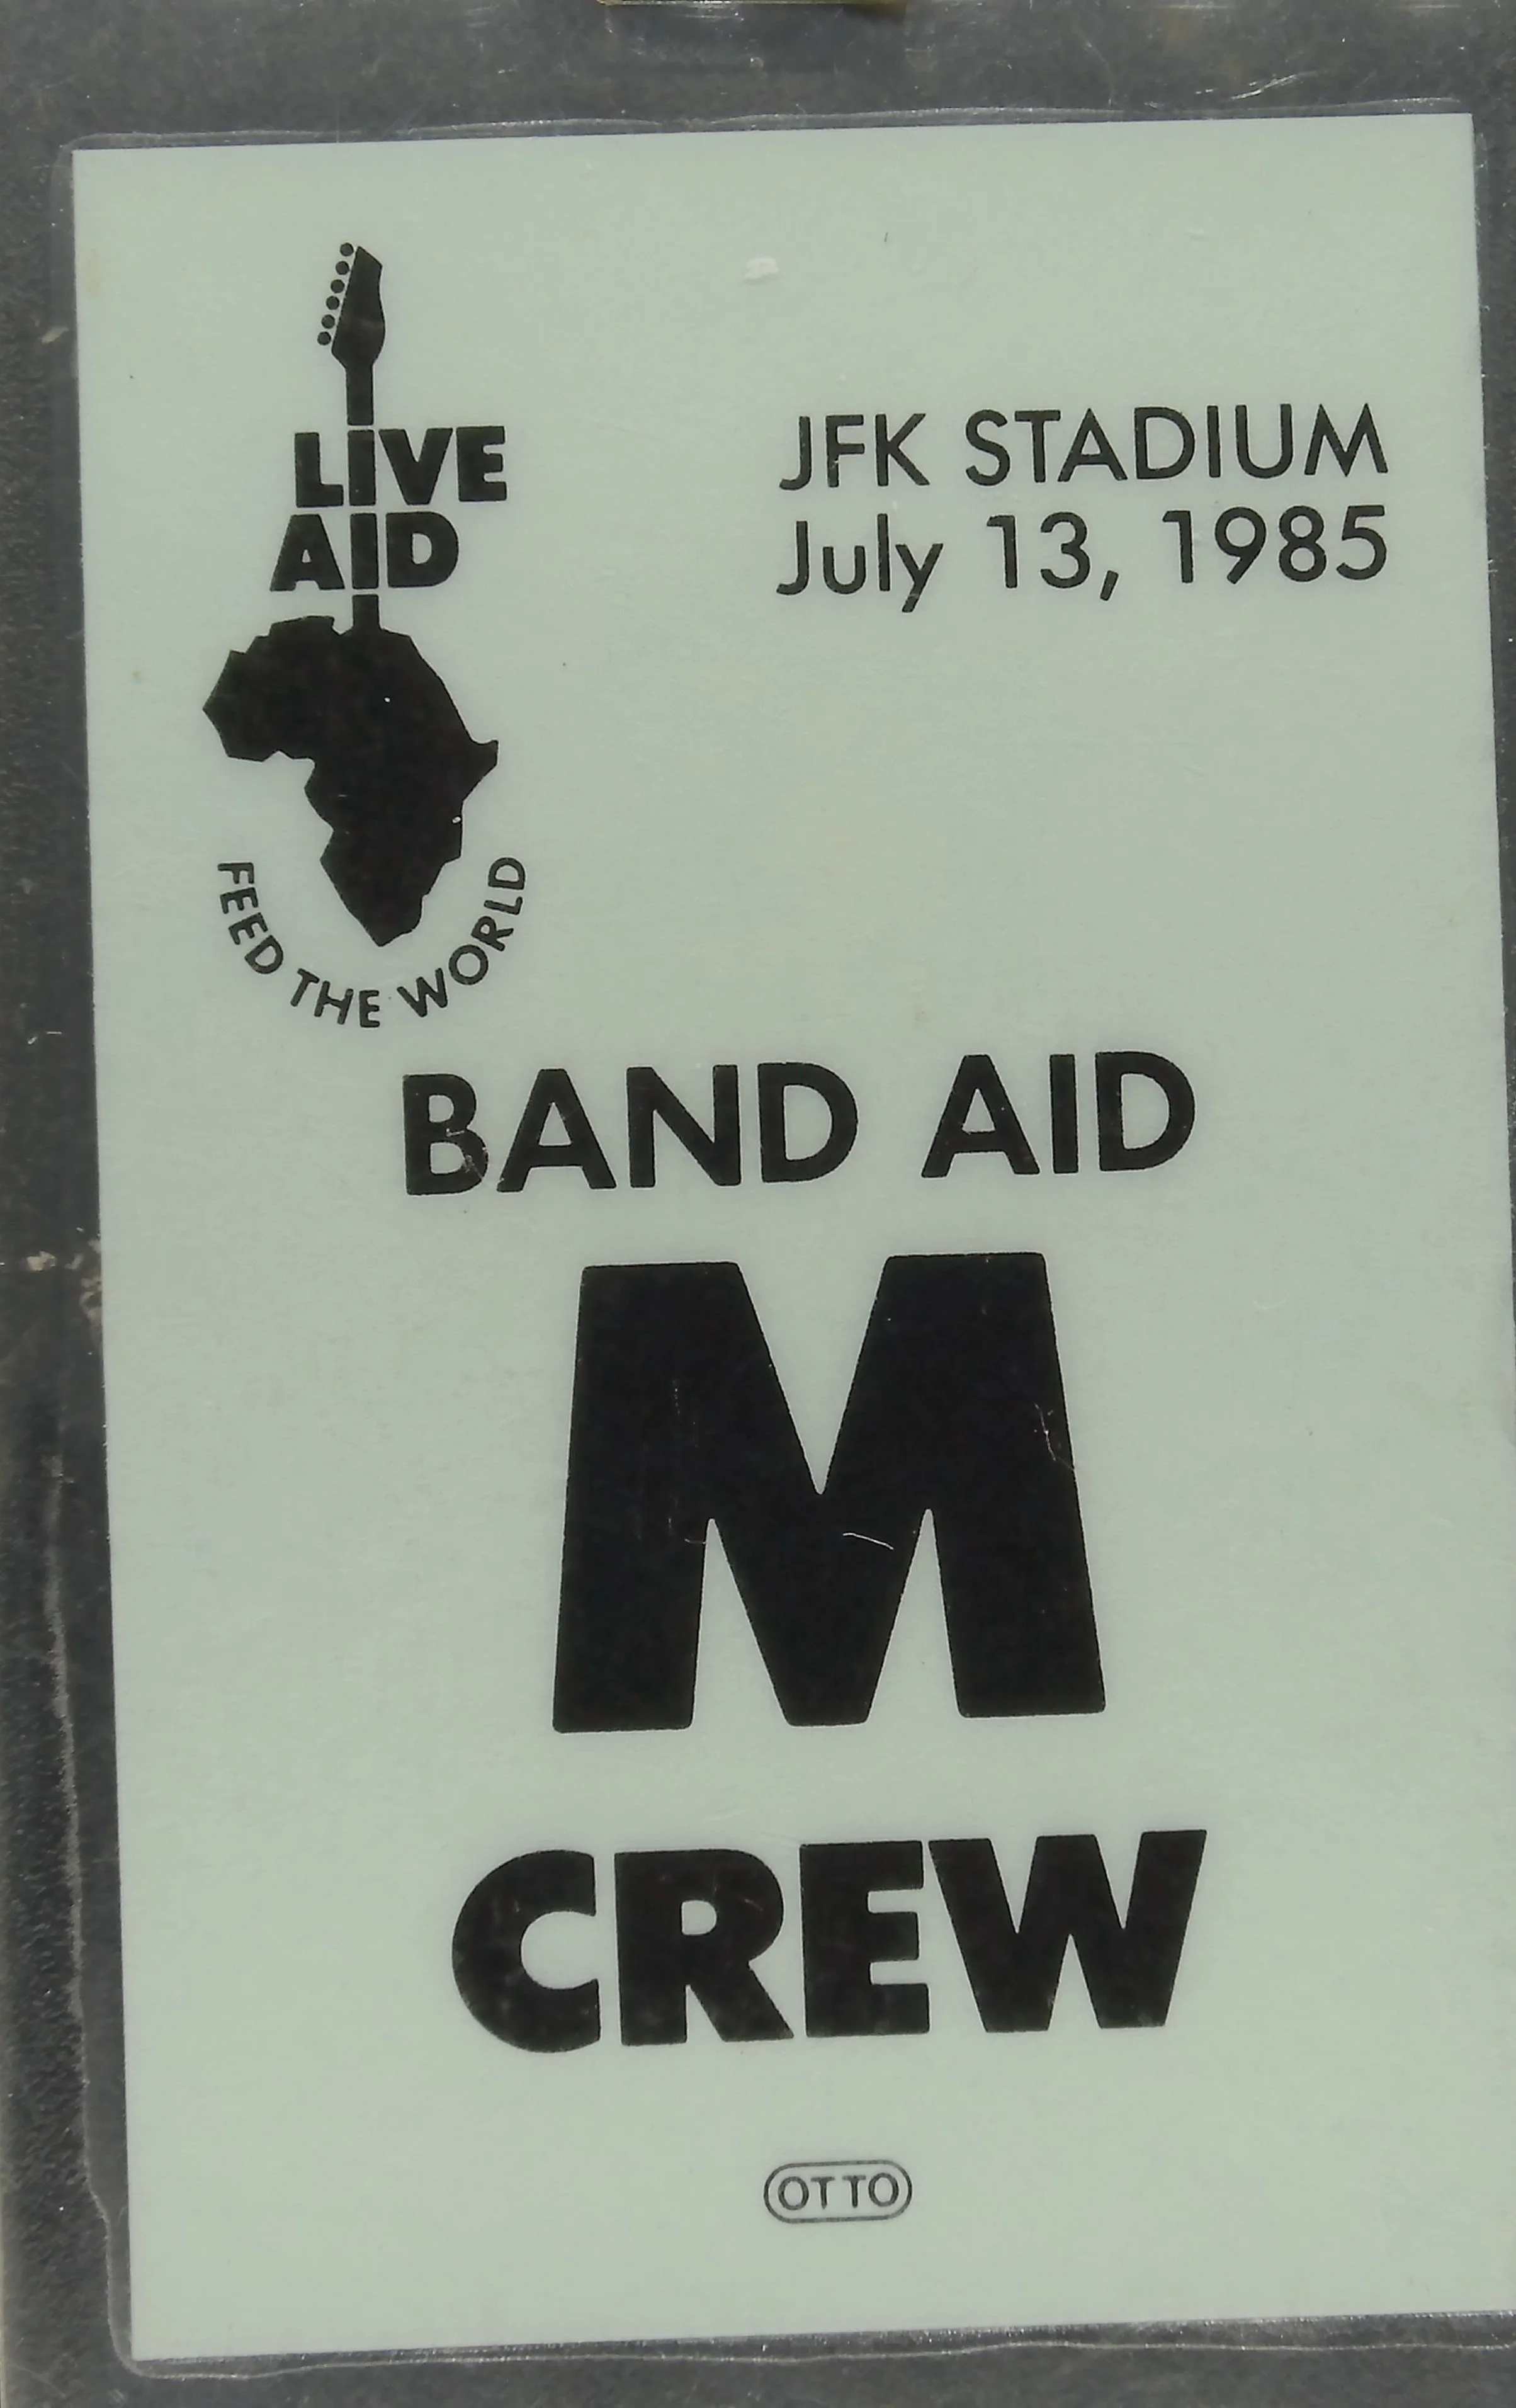 LIVE
AID
JFK STADIUM
July 13, 1985
FEED THE WORLD
BAND AID
M
CREW
OTTO